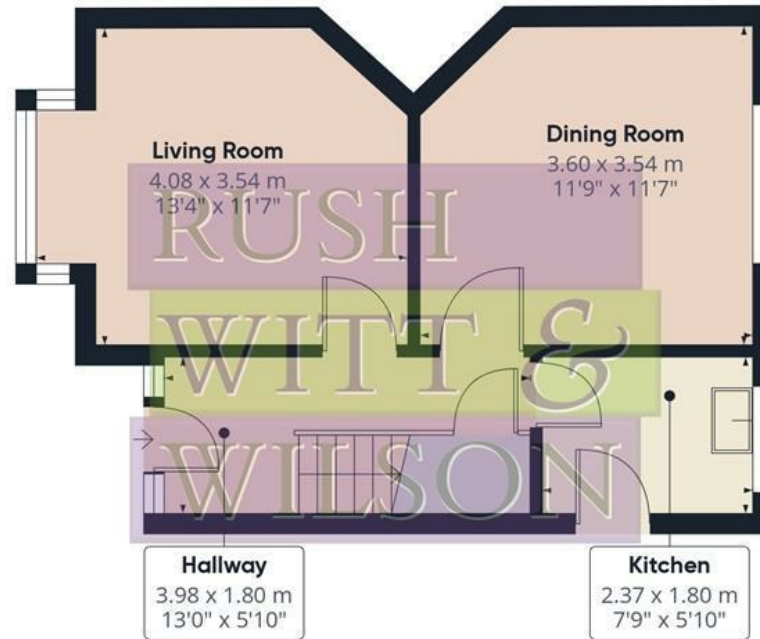 Living Room
4.08 x 3.54 m
13'4" x 11'7"
Dining Room
3.60 x 3.54 m
11'9" x 11'7"
RUSH
WITT &
WILSON
Hallway
3.98 x 1.80 m
13'0" x 5'10"
Kitchen
2.37 x 1.80 m
7'9" x 5'10"